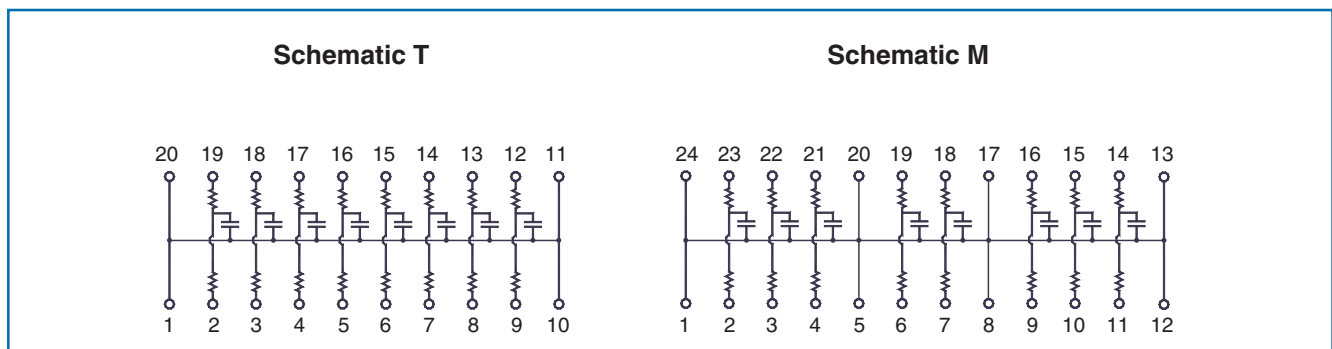 Schematic T
Schematic M
20 19 18 17 16 15 14 13 12 11
24 23 22 21 20 19 18 17 16 15 14 13
1 2 3 4 5 6 7 8 9 10
1 2 3 4 5 6 7 8 9 10 11 12